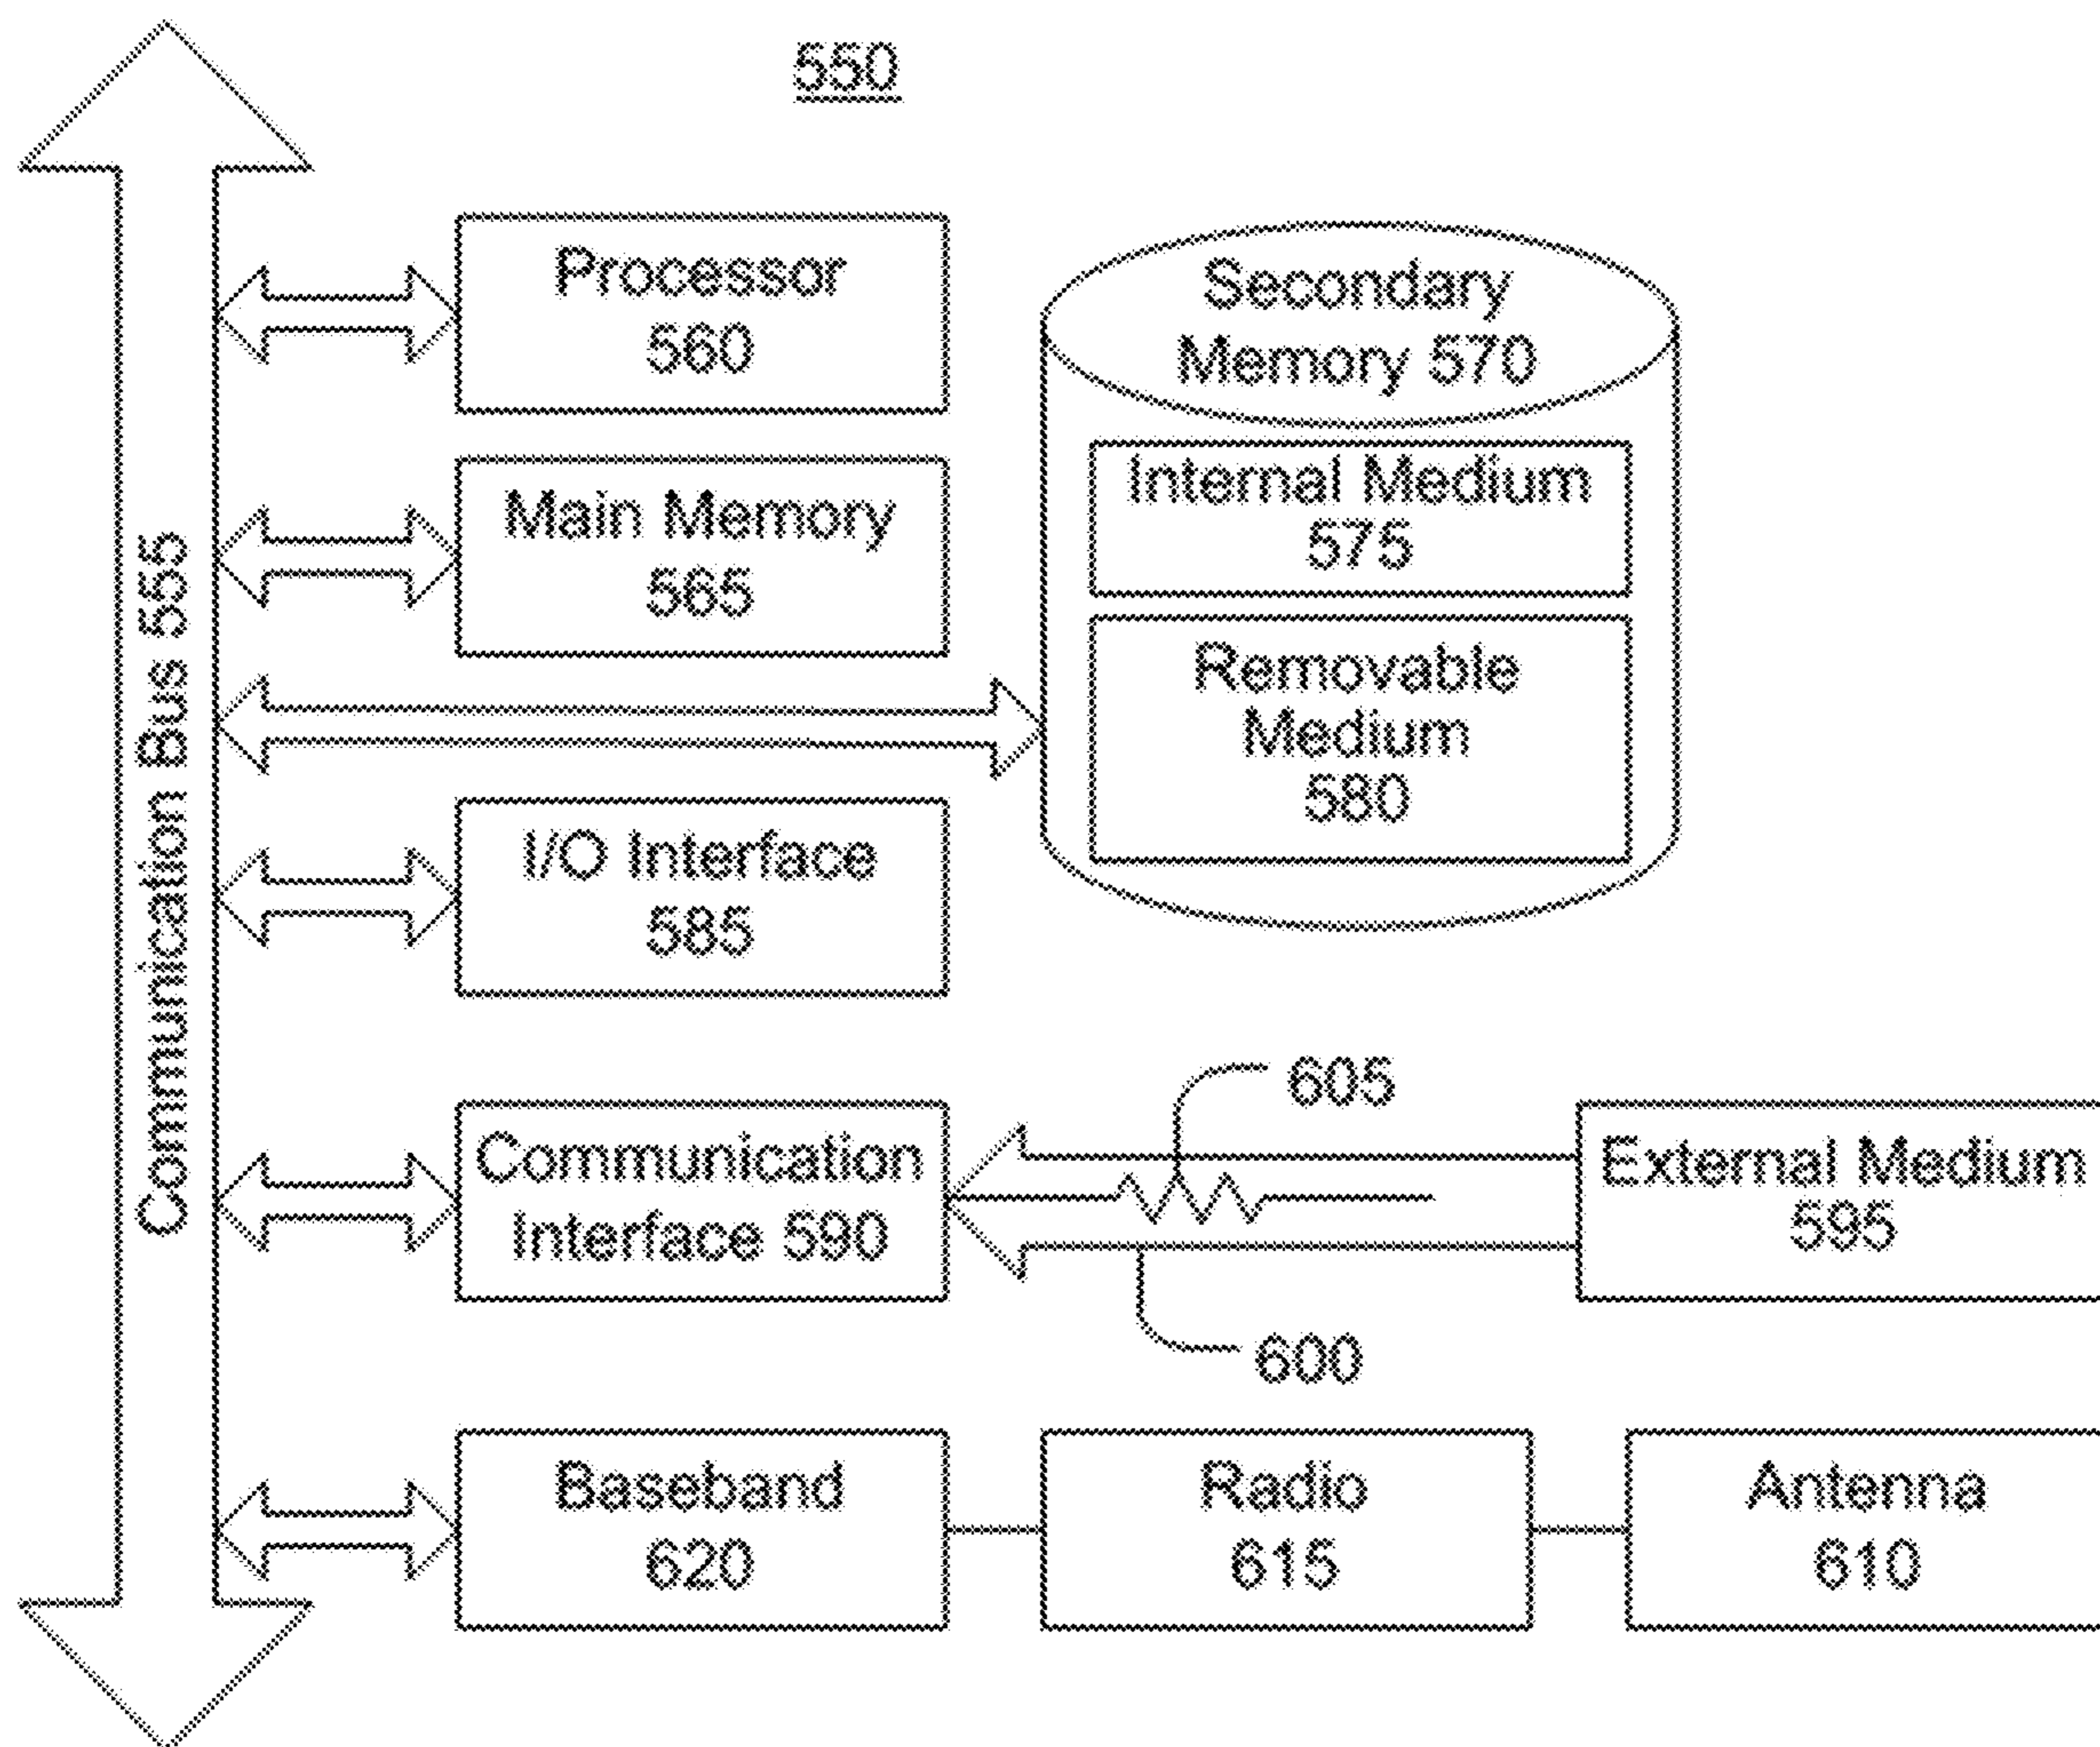 550
Communication Bus 555
Processor
560
Main Memory
565
Secondary
Memory 570
Internal Medium
575
Removable
Medium
580
I/O Interface
585
Communication
Interface 590
605
600
External Medium
595
Baseband
620
Radio
615
Antenna
610